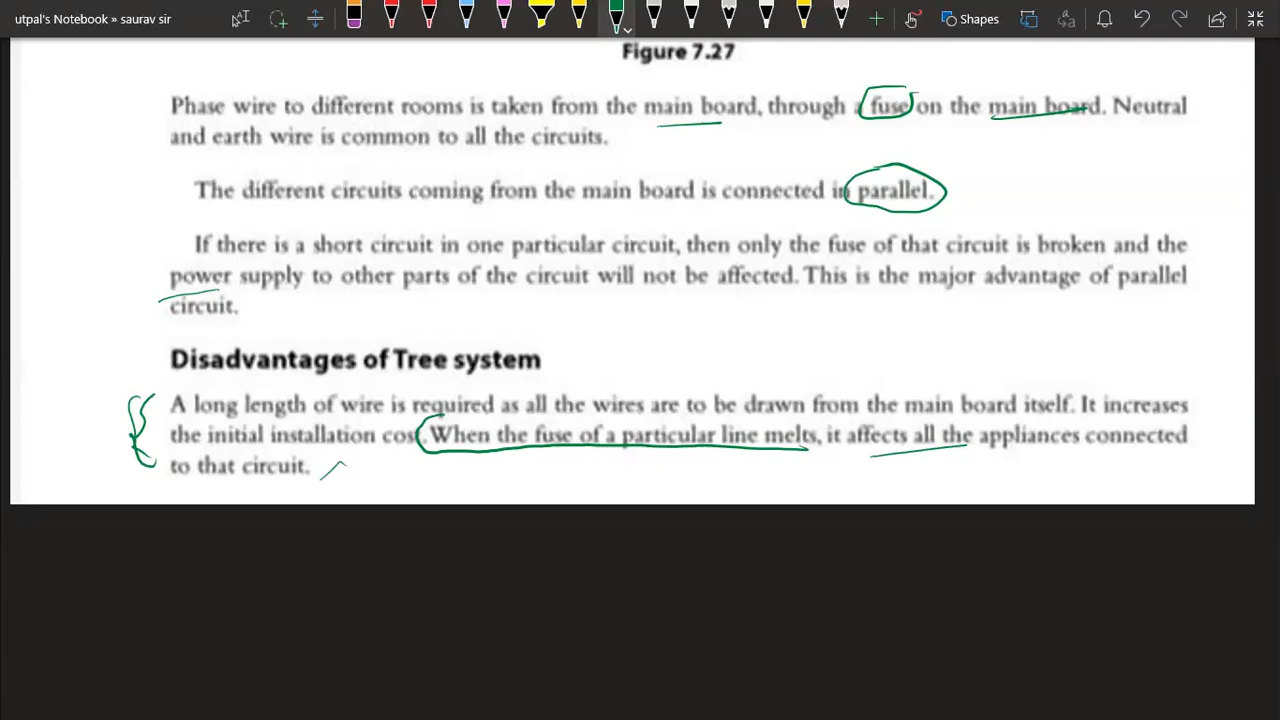 utpal's Notebook » saurav sir
Shapes
Figure 7.27
Phase wire to different rooms is taken from the main board, through a fuse on the main board. Neutral
and earth wire is common to all the circuits.
The different circuits coming from the main board is connected in parallel.
If there is a short circuit in one particular circuit, then only the fuse of that circuit is broken and the
power supply to other parts of the circuit will not be affected. This is the major advantage of parallel
circuit.
Disadvantages of Tree system
A long length of wire is required as all the wires are to be drawn from the main board itself. It increases
the initial installation cost. When the fuse of a particular line melts, it affects all the appliances connected
to that circuit.